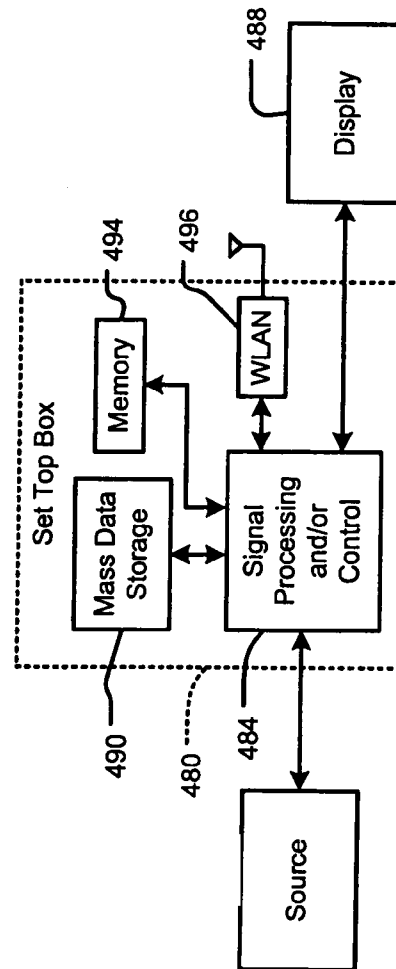 Set Top Box
490
Mass Data
Storage
Memory
494
480
484
Signal
Processing
and/or
Control
WLAN
496
Source
Display
488